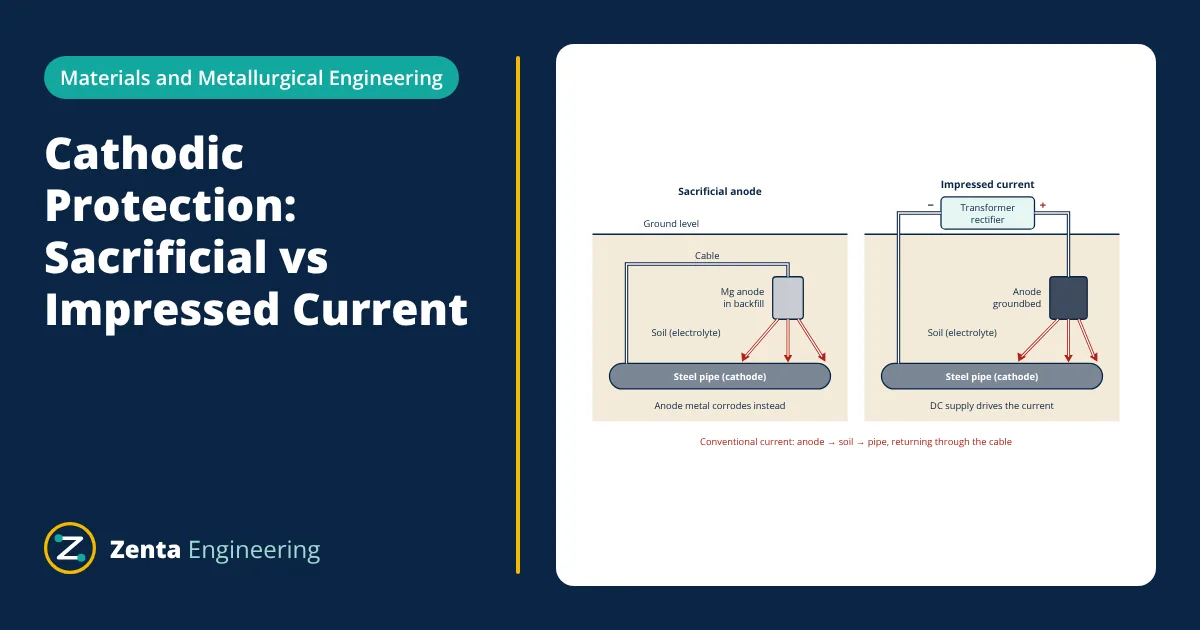 Materials and Metallurgical Engineering
Cathodic
Protection:
Sacrificial vs
Impressed Current
Zenta Engineering
Sacrificial anode
Ground level
Cable
Mg anode
in backfill
Soil (electrolyte)
Steel pipe (cathode)
Anode metal corrodes instead
Impressed current
− +
Transformer
rectifier
Anode
groundbed
Soil (electrolyte)
Steel pipe (cathode)
DC supply drives the current
Conventional current: anode → soil → pipe, returning through the cable